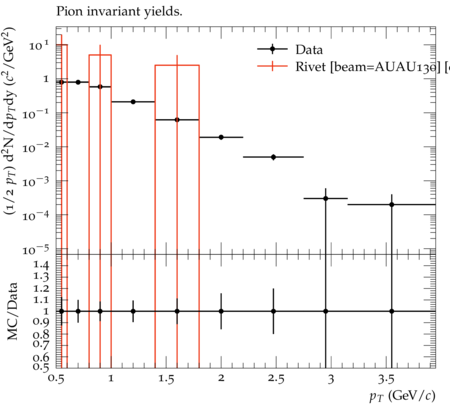 Pion invariant yields.
(1/2 p_T) d²N/dp_Tdy (c²/GeV²)
10¹
1
10⁻¹
10⁻²
10⁻³
10⁻⁴
10⁻⁵
Data
Rivet [beam=AUAU130] [
MC/Data
1.4
1.3
1.2
1.1
1
0.9
0.8
0.7
0.6
0.5
0.5 1 1.5 2 2.5 3 3.5
p_T (GeV/c)